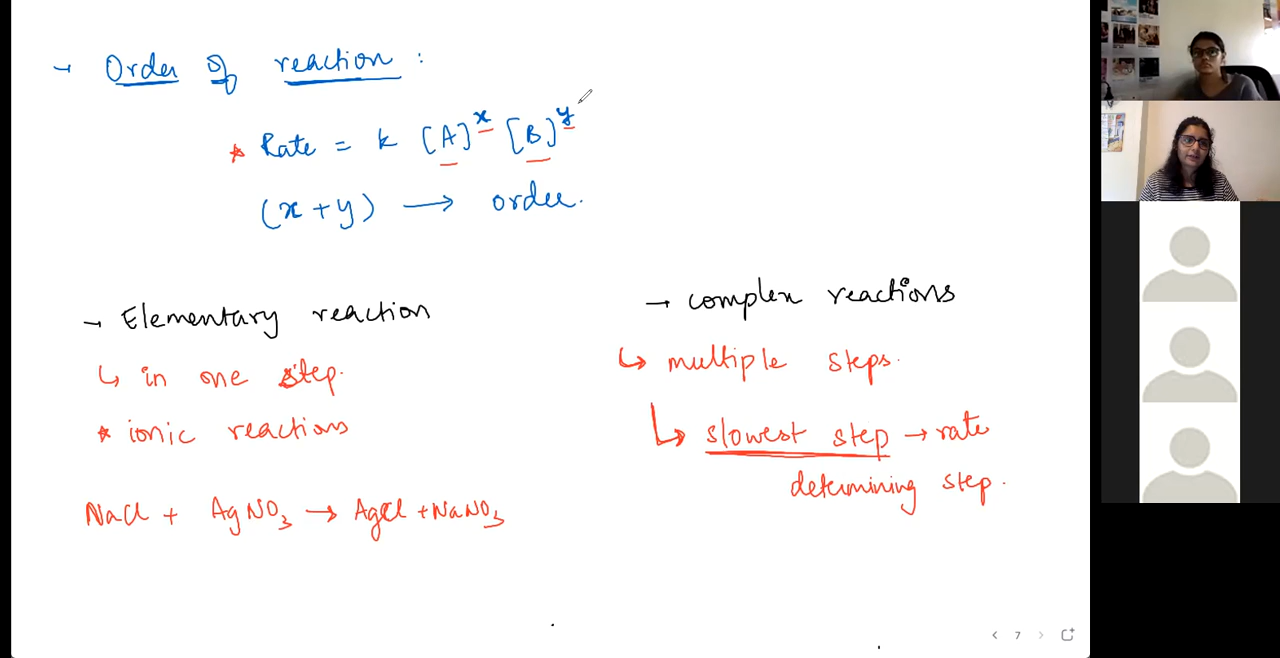 → Order of reaction :
* Rate = k [A]^x [B]^y
(x + y) → order.
→ Elementary reaction
↳ in one step.
* ionic reactions
NaCl + AgNO₃ → AgCl + NaNO₃
→ complex reactions
↳ multiple steps.
↳ slowest step → rate
determining step.
< 7 >